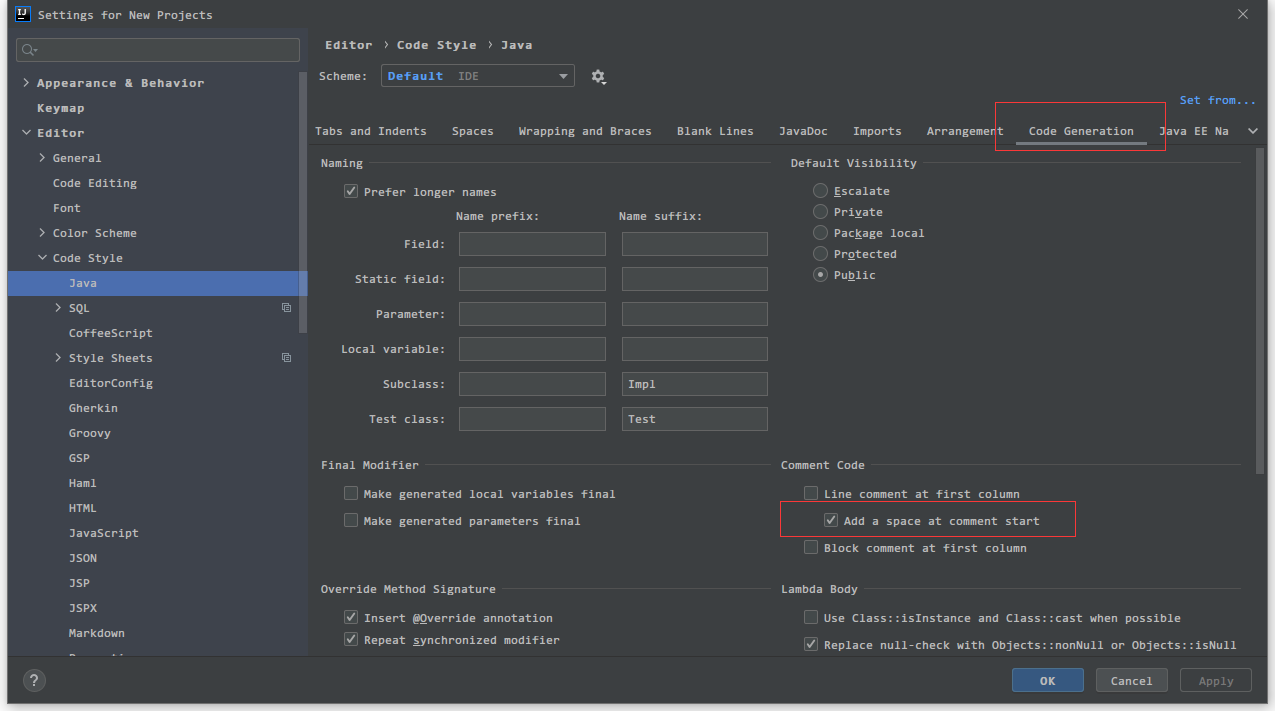 Settings for New Projects
Appearance & Behavior
Keymap
Editor
General
Code Editing
Font
Color Scheme
Code Style
Java
SQL
CoffeeScript
Style Sheets
EditorConfig
Gherkin
Groovy
GSP
Haml
HTML
JavaScript
JSON
JSP
JSPX
Markdown
Editor › Code Style › Java
Scheme: Default IDE
Set from...
Tabs and Indents Spaces Wrapping and Braces Blank Lines JavaDoc Imports Arrangement Code Generation Java EE Na
Naming
Prefer longer names
Name prefix: Name suffix:
Field:
Static field:
Parameter:
Local variable:
Subclass: Impl
Test class: Test
Default Visibility
Escalate
Private
Package local
Protected
Public
Final Modifier
Make generated local variables final
Make generated parameters final
Comment Code
Line comment at first column
Add a space at comment start
Block comment at first column
Override Method Signature
Insert @Override annotation
Repeat synchronized modifier
Lambda Body
Use Class::isInstance and Class::cast when possible
Replace null-check with Objects::nonNull or Objects::isNull
?
OK Cancel Apply